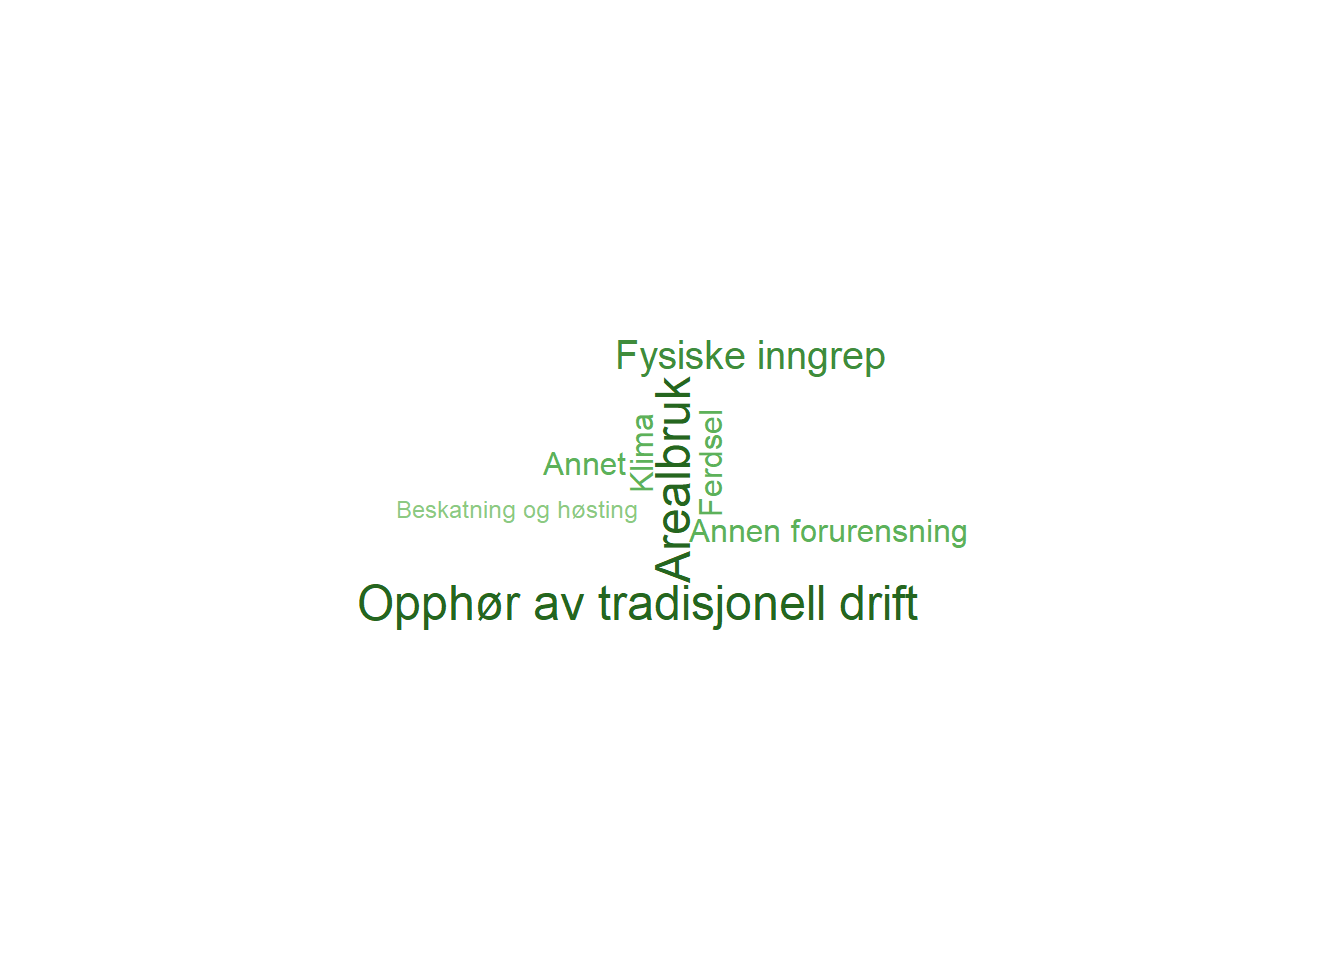 Fysiske inngrep
Arealbruk
Klima
Ferdsel
Annet
Beskatning og høsting
Annen forurensning
Opphør av tradisjonell drift